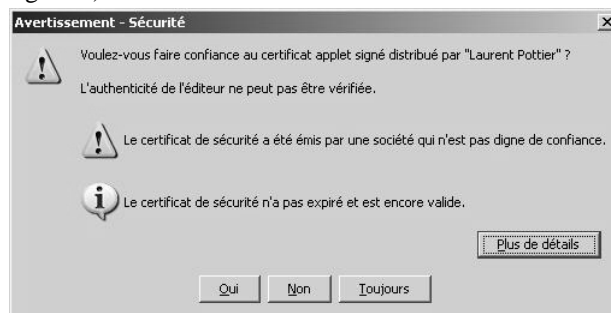 Avertissement - Sécurité
Voulez-vous faire confiance au certificat applet signé distribué par "Laurent Pottier" ?
L'authenticité de l'éditeur ne peut pas être vérifiée.
Le certificat de sécurité a été émis par une société qui n'est pas digne de confiance.
Le certificat de sécurité n'a pas expiré et est encore valide.
Plus de détails
Oui Non Toujours